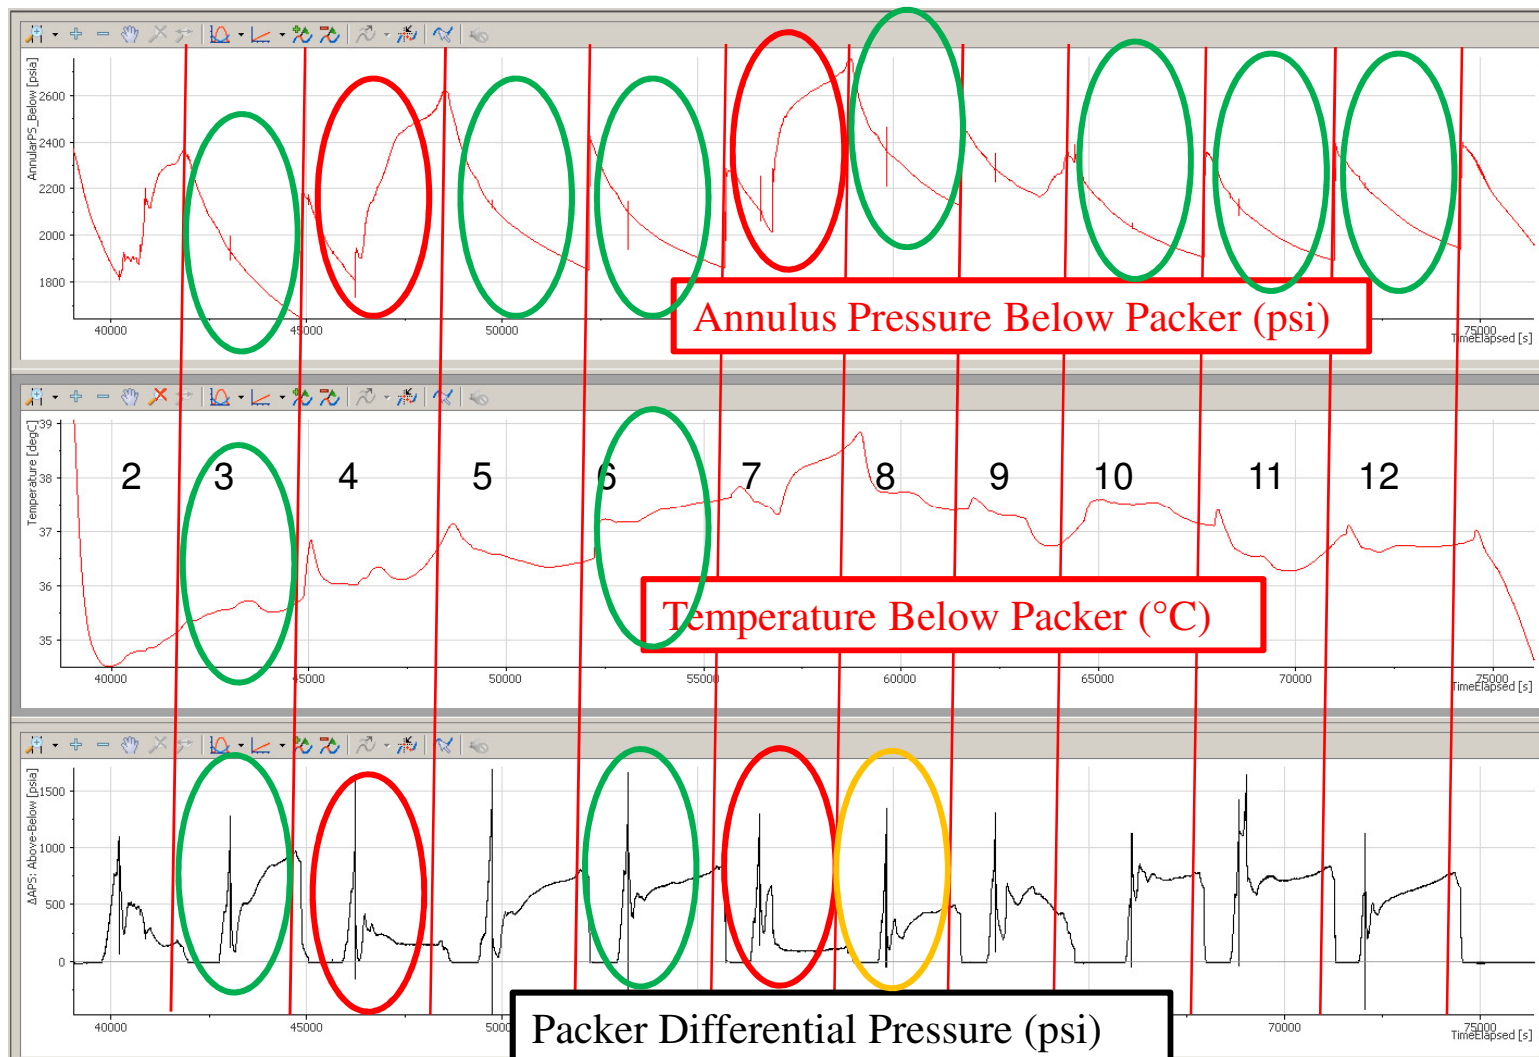 AnnularPS_Below [psia]
2600
2400
2200
2000
1800
40000
45000
50000
75000
TimeElapsed [s]
Annulus Pressure Below Packer (psi)
Temperature [degC]
39
38
37
36
35
2 3 4 5 6 7 8 9 10 11 12
Temperature Below Packer (°C)
40000 45000 50000 55000 60000 65000 70000 75000
TimeElapsed [s]
ΔAPS: Above-Below [psia]
1500
1000
500
0
40000 45000 70000 75000
TimeElapsed [s]
Packer Differential Pressure (psi)